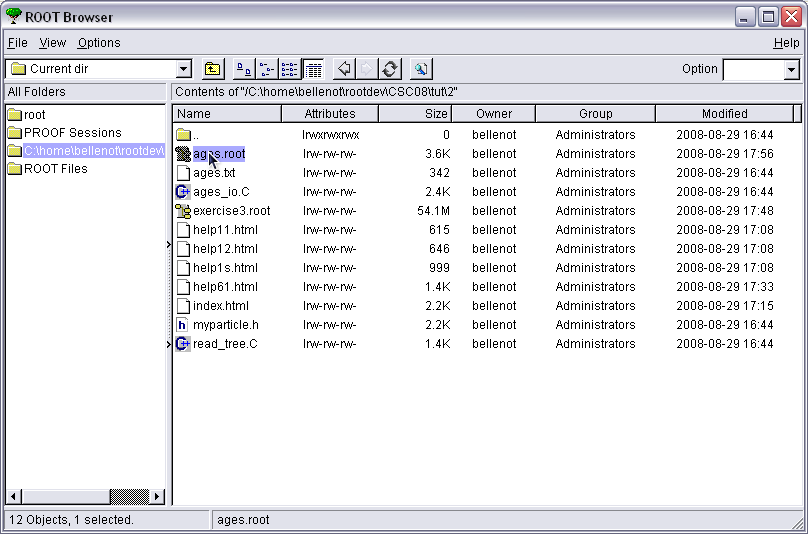 ROOT Browser
File View Options Help
Current dir Option
All Folders Contents of "/C:\home\bellenot\rootdev\CSC08\tut\2"
root
PROOF Sessions
C:\home\bellenot\rootdev\
ROOT Files
Name Attributes Size Owner Group Modified
.. lrwxrwxrwx 0 bellenot Administrators 2008-08-29 16:44
ages.root lrw-rw-rw- 3.6K bellenot Administrators 2008-08-29 17:56
ages.txt lrw-rw-rw- 342 bellenot Administrators 2008-08-29 16:44
ages_io.C lrw-rw-rw- 2.4K bellenot Administrators 2008-08-29 16:44
exercise3.root lrw-rw-rw- 54.1M bellenot Administrators 2008-08-29 17:48
help11.html lrw-rw-rw- 615 bellenot Administrators 2008-08-29 17:08
help12.html lrw-rw-rw- 646 bellenot Administrators 2008-08-29 17:08
help1s.html lrw-rw-rw- 999 bellenot Administrators 2008-08-29 17:08
help61.html lrw-rw-rw- 1.4K bellenot Administrators 2008-08-29 17:33
index.html lrw-rw-rw- 2.2K bellenot Administrators 2008-08-29 17:15
h myparticle.h lrw-rw-rw- 2.2K bellenot Administrators 2008-08-29 16:44
read_tree.C lrw-rw-rw- 1.4K bellenot Administrators 2008-08-29 16:44
12 Objects, 1 selected. ages.root